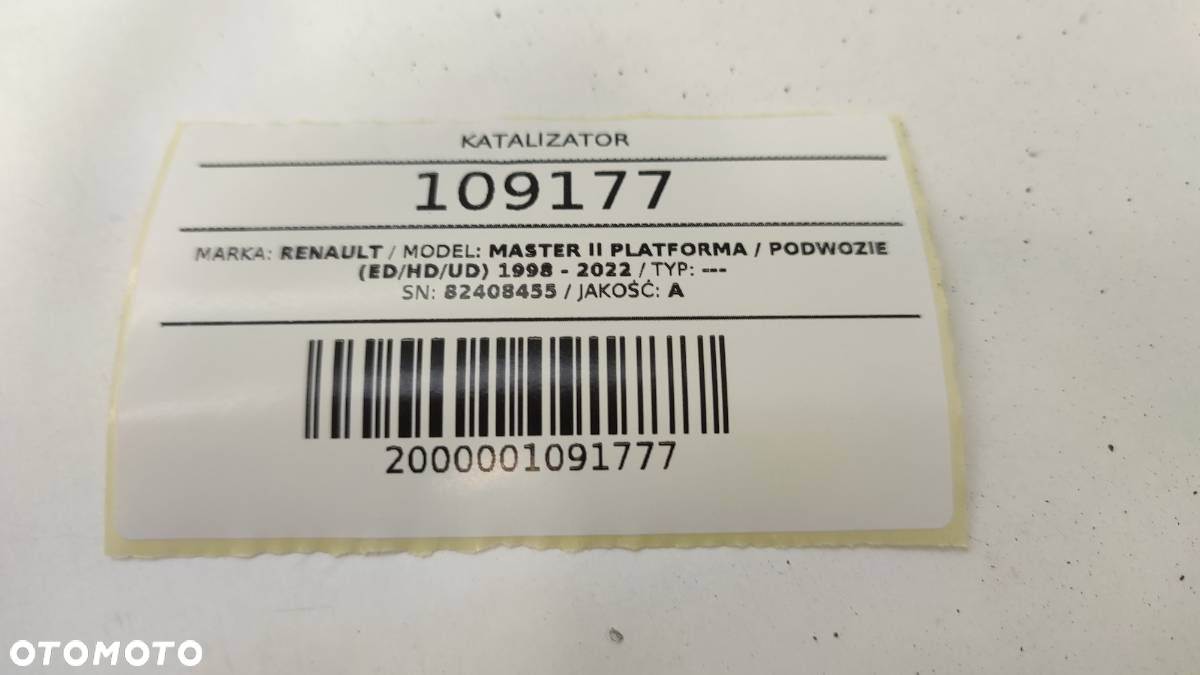 KATALIZATOR
109177
MARKA: RENAULT / MODEL: MASTER II PLATFORMA / PODWOZIE
(ED/HD/UD) 1998 - 2022 / TYP: ---
SN: 82408455 / JAKOŚĆ: A
2000001091777
OTOMOTO